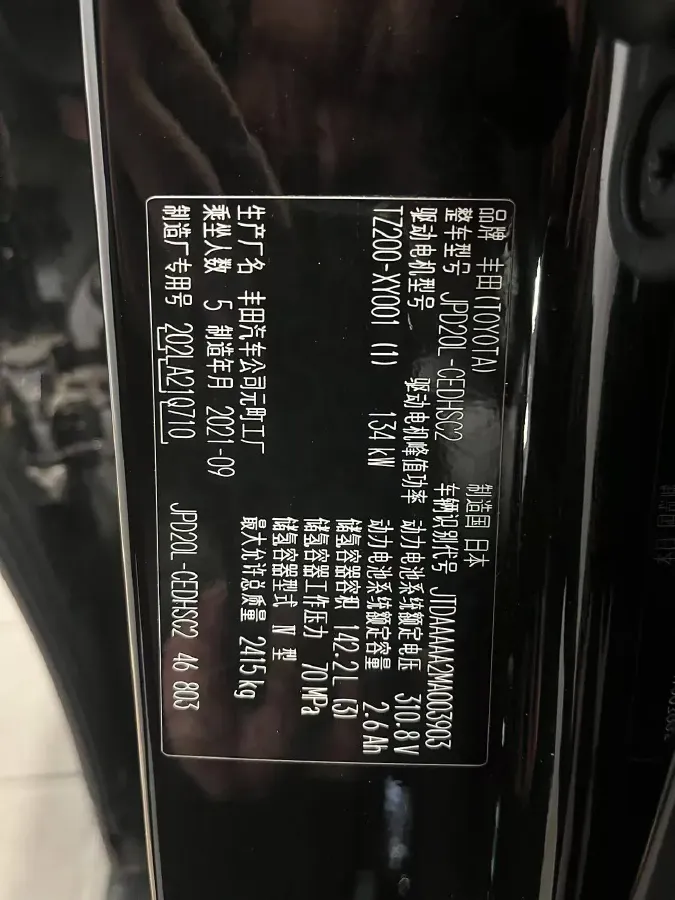 品牌 丰田(TOYOTA) 制造国 日本
整车型号 JPD20L-CEDHSC2 车辆识别代号 JTDAAAAA2MA003903
驱动电机型号 驱动电机峰值功率 动力电池系统额定电压 310.8V
TZ200-XY001 (1) 134kW 动力电池系统额定容量 2.6Ah
储氢容器容积 142.2L (3)
储氢容器工作压力 70MPa
储氢容器型式 Ⅳ 型
生产厂名 丰田汽车公司元町工厂 最大允许总质量 2415kg
乘坐人数 5 制造年月 2021-09
制造厂专用号 202LA21Q710 JPD20L-CEDHSC2 46 803